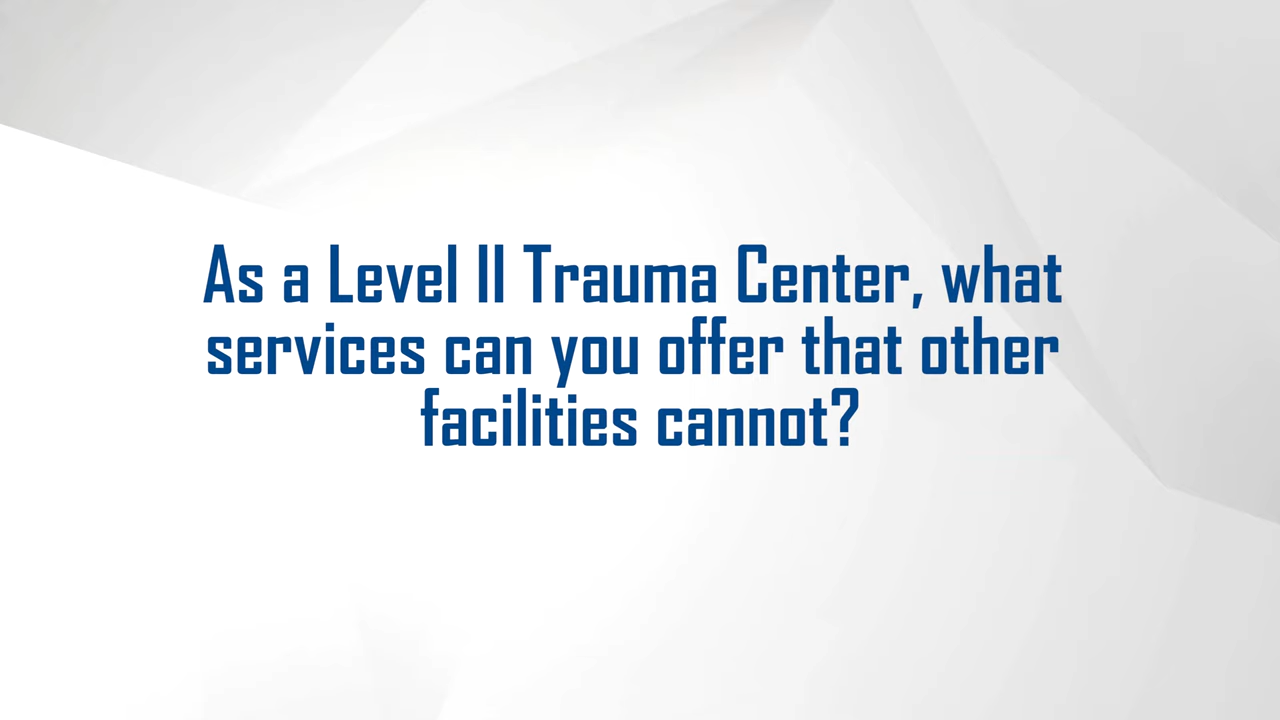 As a Level II Trauma Center, what
services can you offer that other
facilities cannot?